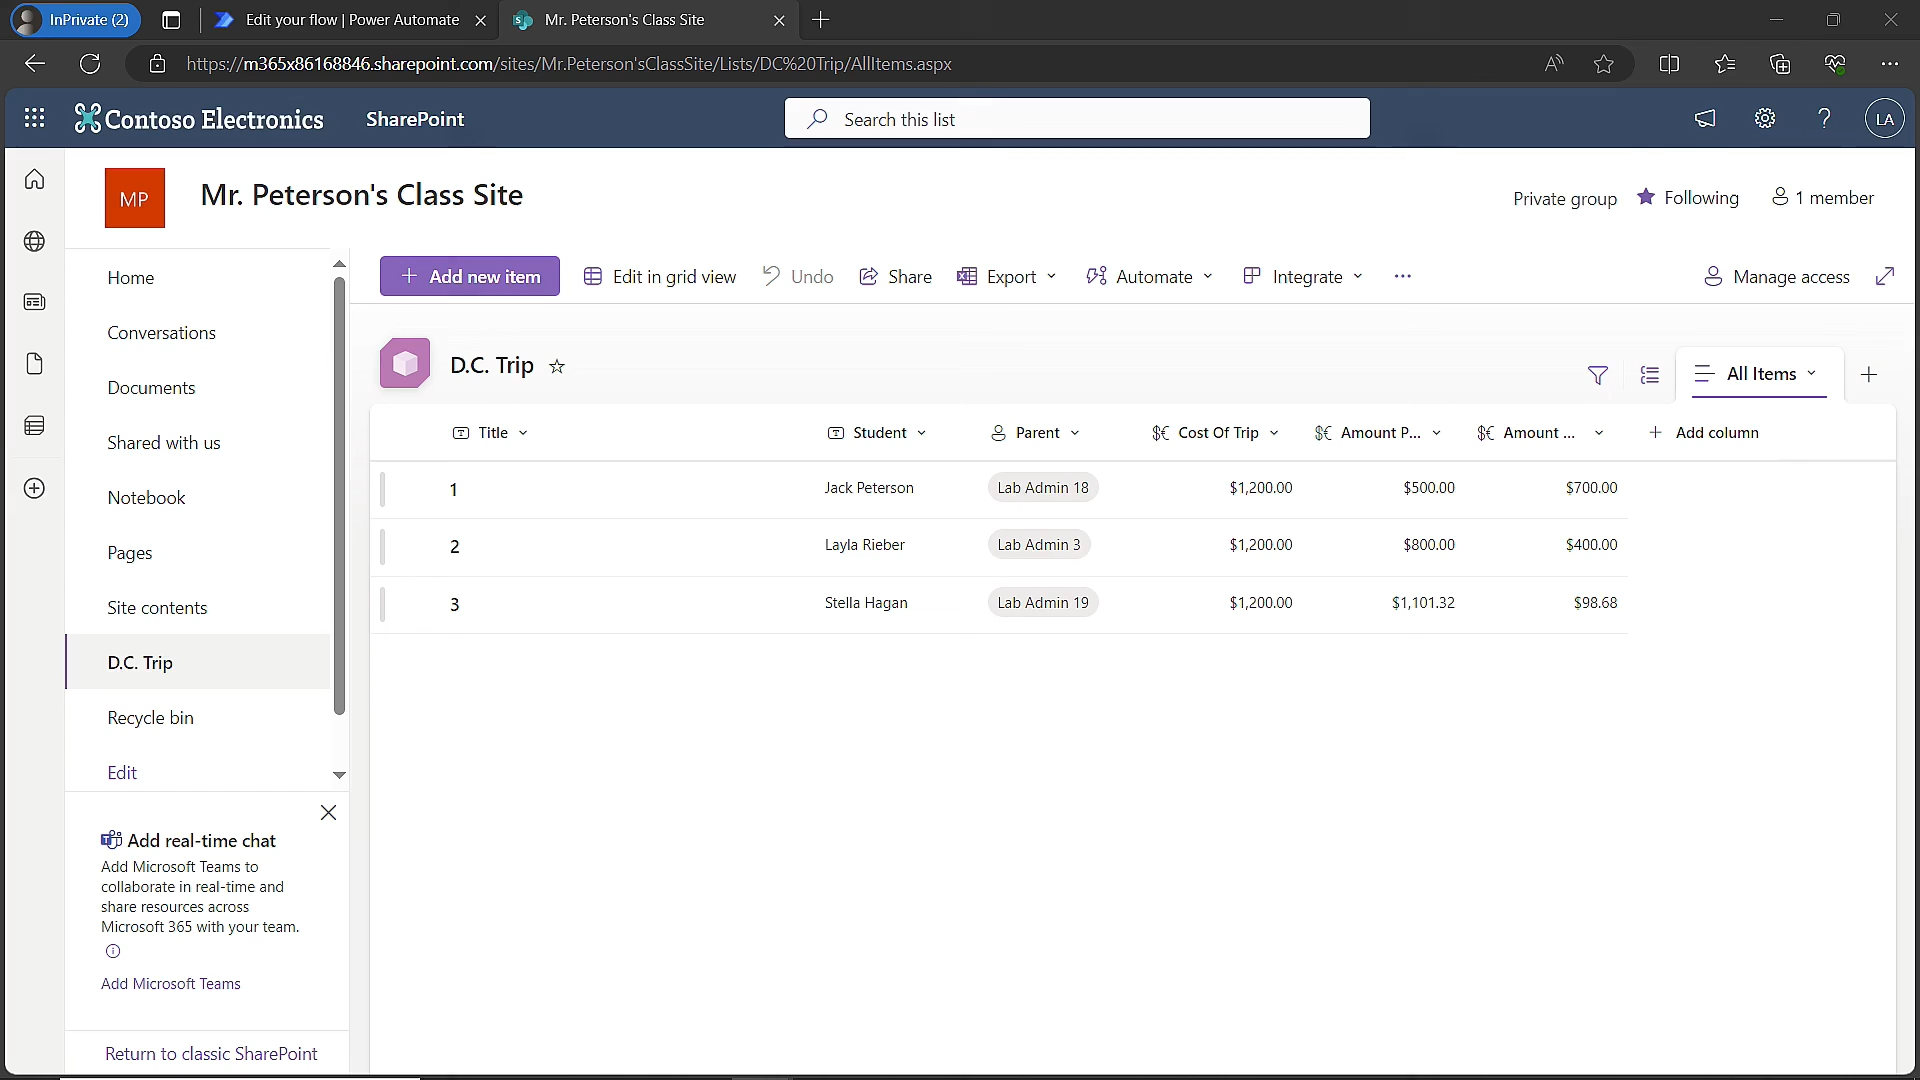 InPrivate (2)
Edit your flow | Power Automate
Mr. Peterson's Class Site
https://m365x86168846.sharepoint.com/sites/Mr.Peterson'sClassSite/Lists/DC%20Trip/AllItems.aspx
Contoso Electronics
SharePoint
Search this list
LA
MP
Mr. Peterson's Class Site
Private group
Following
1 member
Home
Conversations
Documents
Shared with us
Notebook
Pages
Site contents
D.C. Trip
Recycle bin
Edit
Add real-time chat
Add Microsoft Teams to
collaborate in real-time and
share resources across
Microsoft 365 with your team.
Add Microsoft Teams
Return to classic SharePoint
Add new item
Edit in grid view
Undo
Share
Export
Automate
Integrate
Manage access
D.C. Trip
All Items
Title Student Parent Cost Of Trip Amount P... Amount ... Add column
1 Jack Peterson Lab Admin 18 $1,200.00 $500.00 $700.00
2 Layla Rieber Lab Admin 3 $1,200.00 $800.00 $400.00
3 Stella Hagan Lab Admin 19 $1,200.00 $1,101.32 $98.68